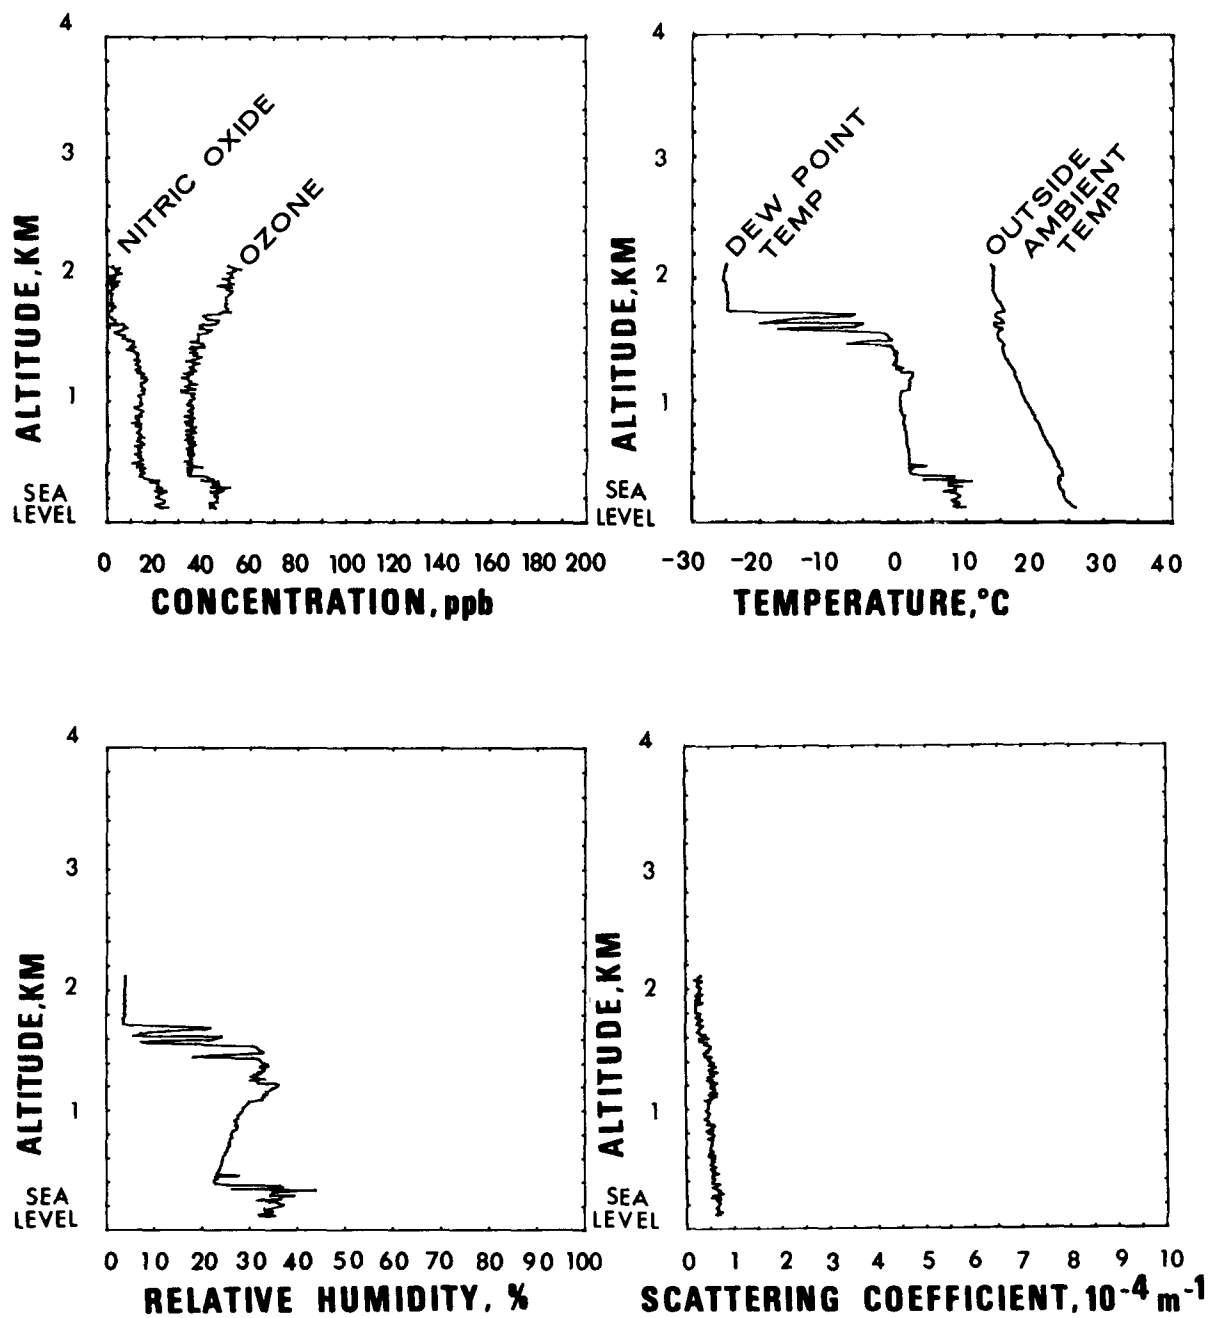 4
3
2
1
SEA
LEVEL
ALTITUDE, KM
NITRIC OXIDE
OZONE
0 20 40 60 80 100 120 140 160 180 200
CONCENTRATION, ppb
4
3
2
1
SEA
LEVEL
ALTITUDE, KM
DEW POINT
TEMP
OUTSIDE
AMBIENT
TEMP
-30 -20 -10 0 10 20 30 40
TEMPERATURE, °C
4
3
2
1
SEA
LEVEL
ALTITUDE, KM
0 10 20 30 40 50 60 70 80 90 100
RELATIVE HUMIDITY, %
4
3
2
1
SEA
LEVEL
ALTITUDE, KM
0 1 2 3 4 5 6 7 8 9 10
SCATTERING COEFFICIENT, 10⁻⁴ m⁻¹